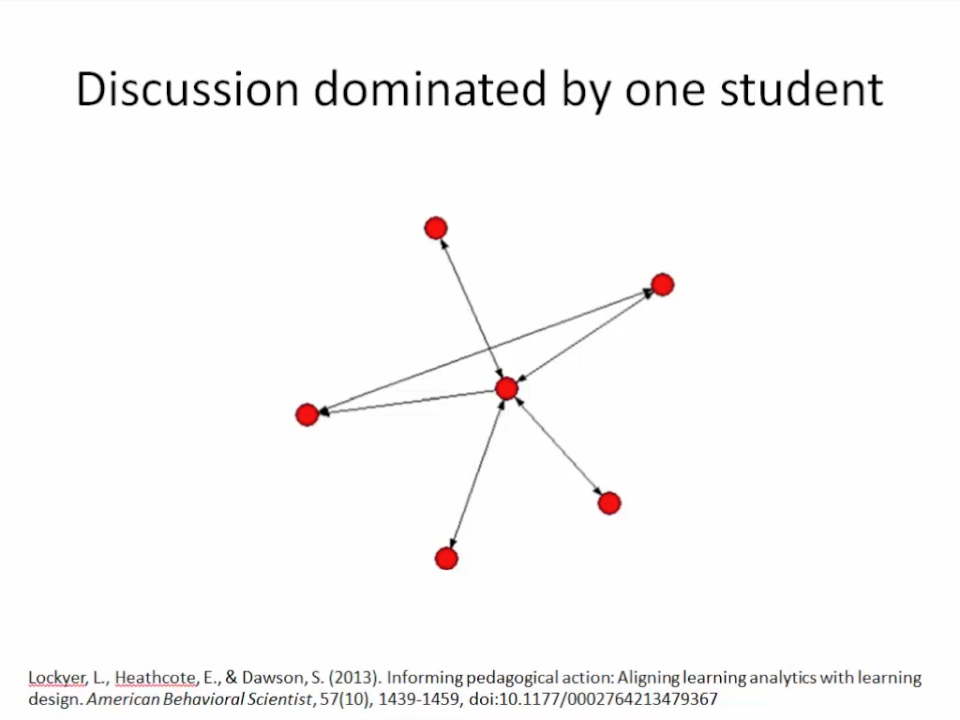 Discussion dominated by one student
Lockyer, L., Heathcote, E., & Dawson, S. (2013). Informing pedagogical action: Aligning learning analytics with learning
design. American Behavioral Scientist, 57(10), 1439-1459, doi:10.1177/0002764213479367